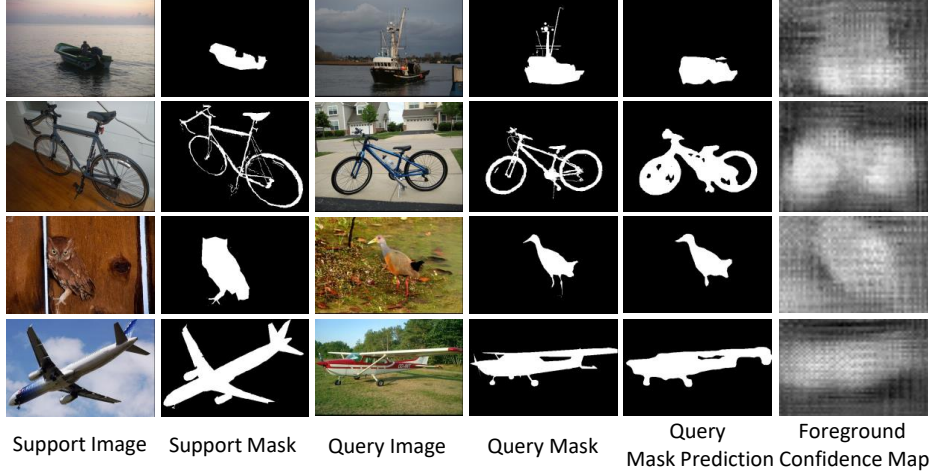 Support Image
Support Mask
Query Image
Query Mask
Query
Mask Prediction
Foreground
Confidence Map